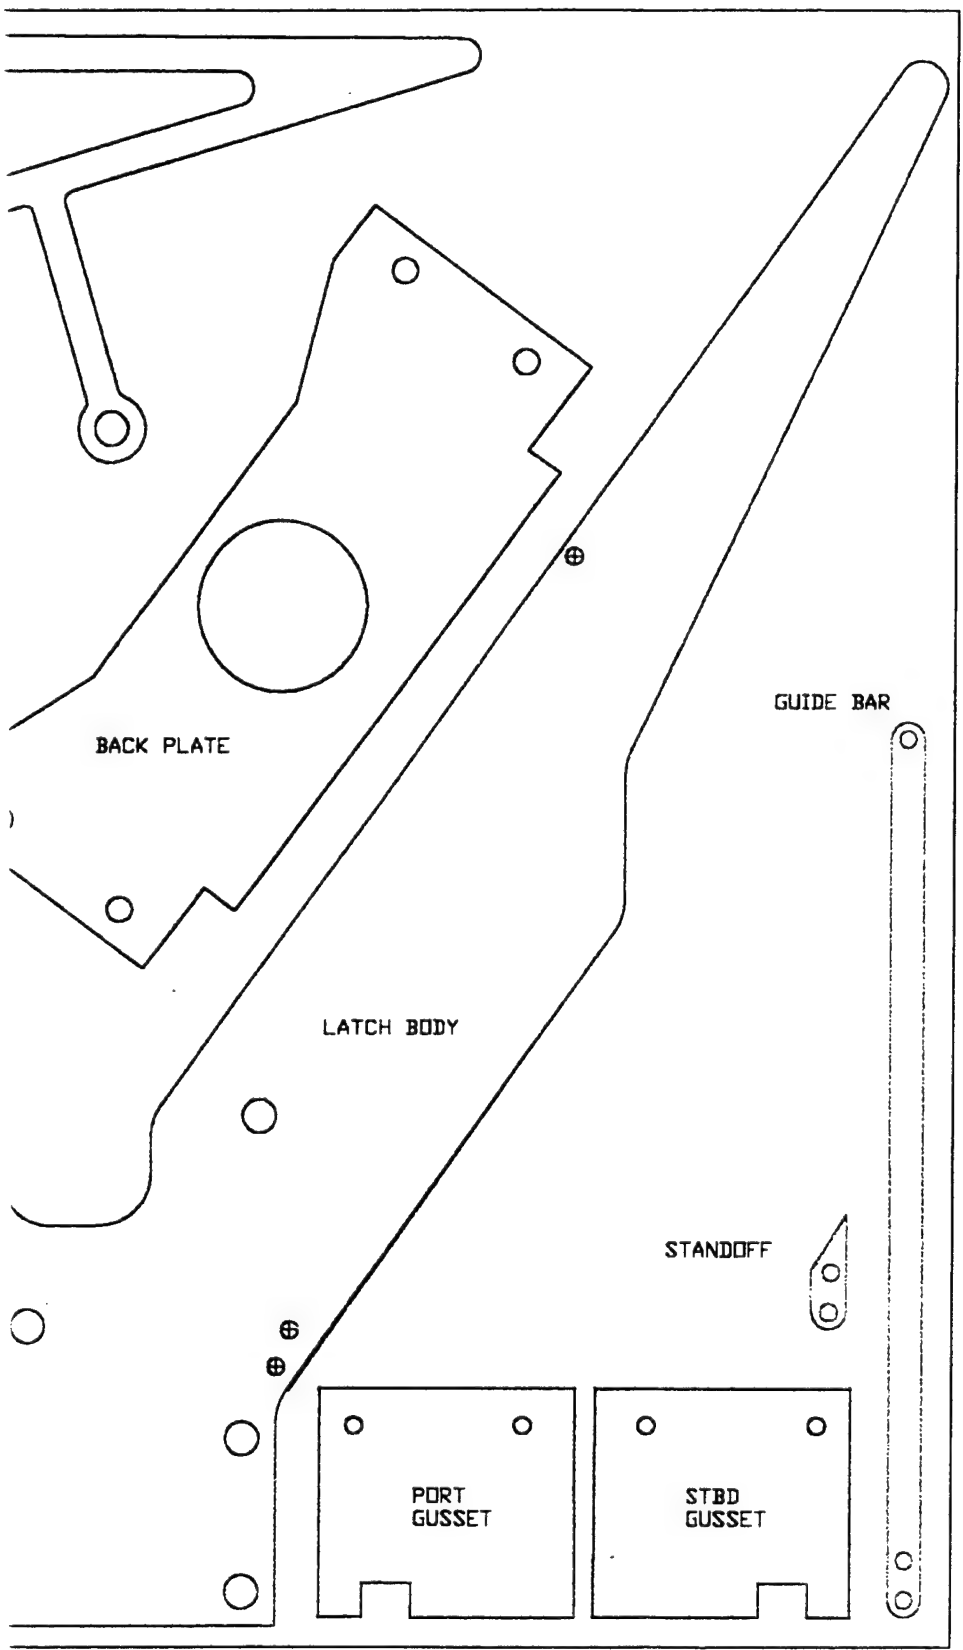 GUIDE BAR
BACK PLATE
LATCH BODY
STANDOFF
PORT
GUSSET
STBD
GUSSET